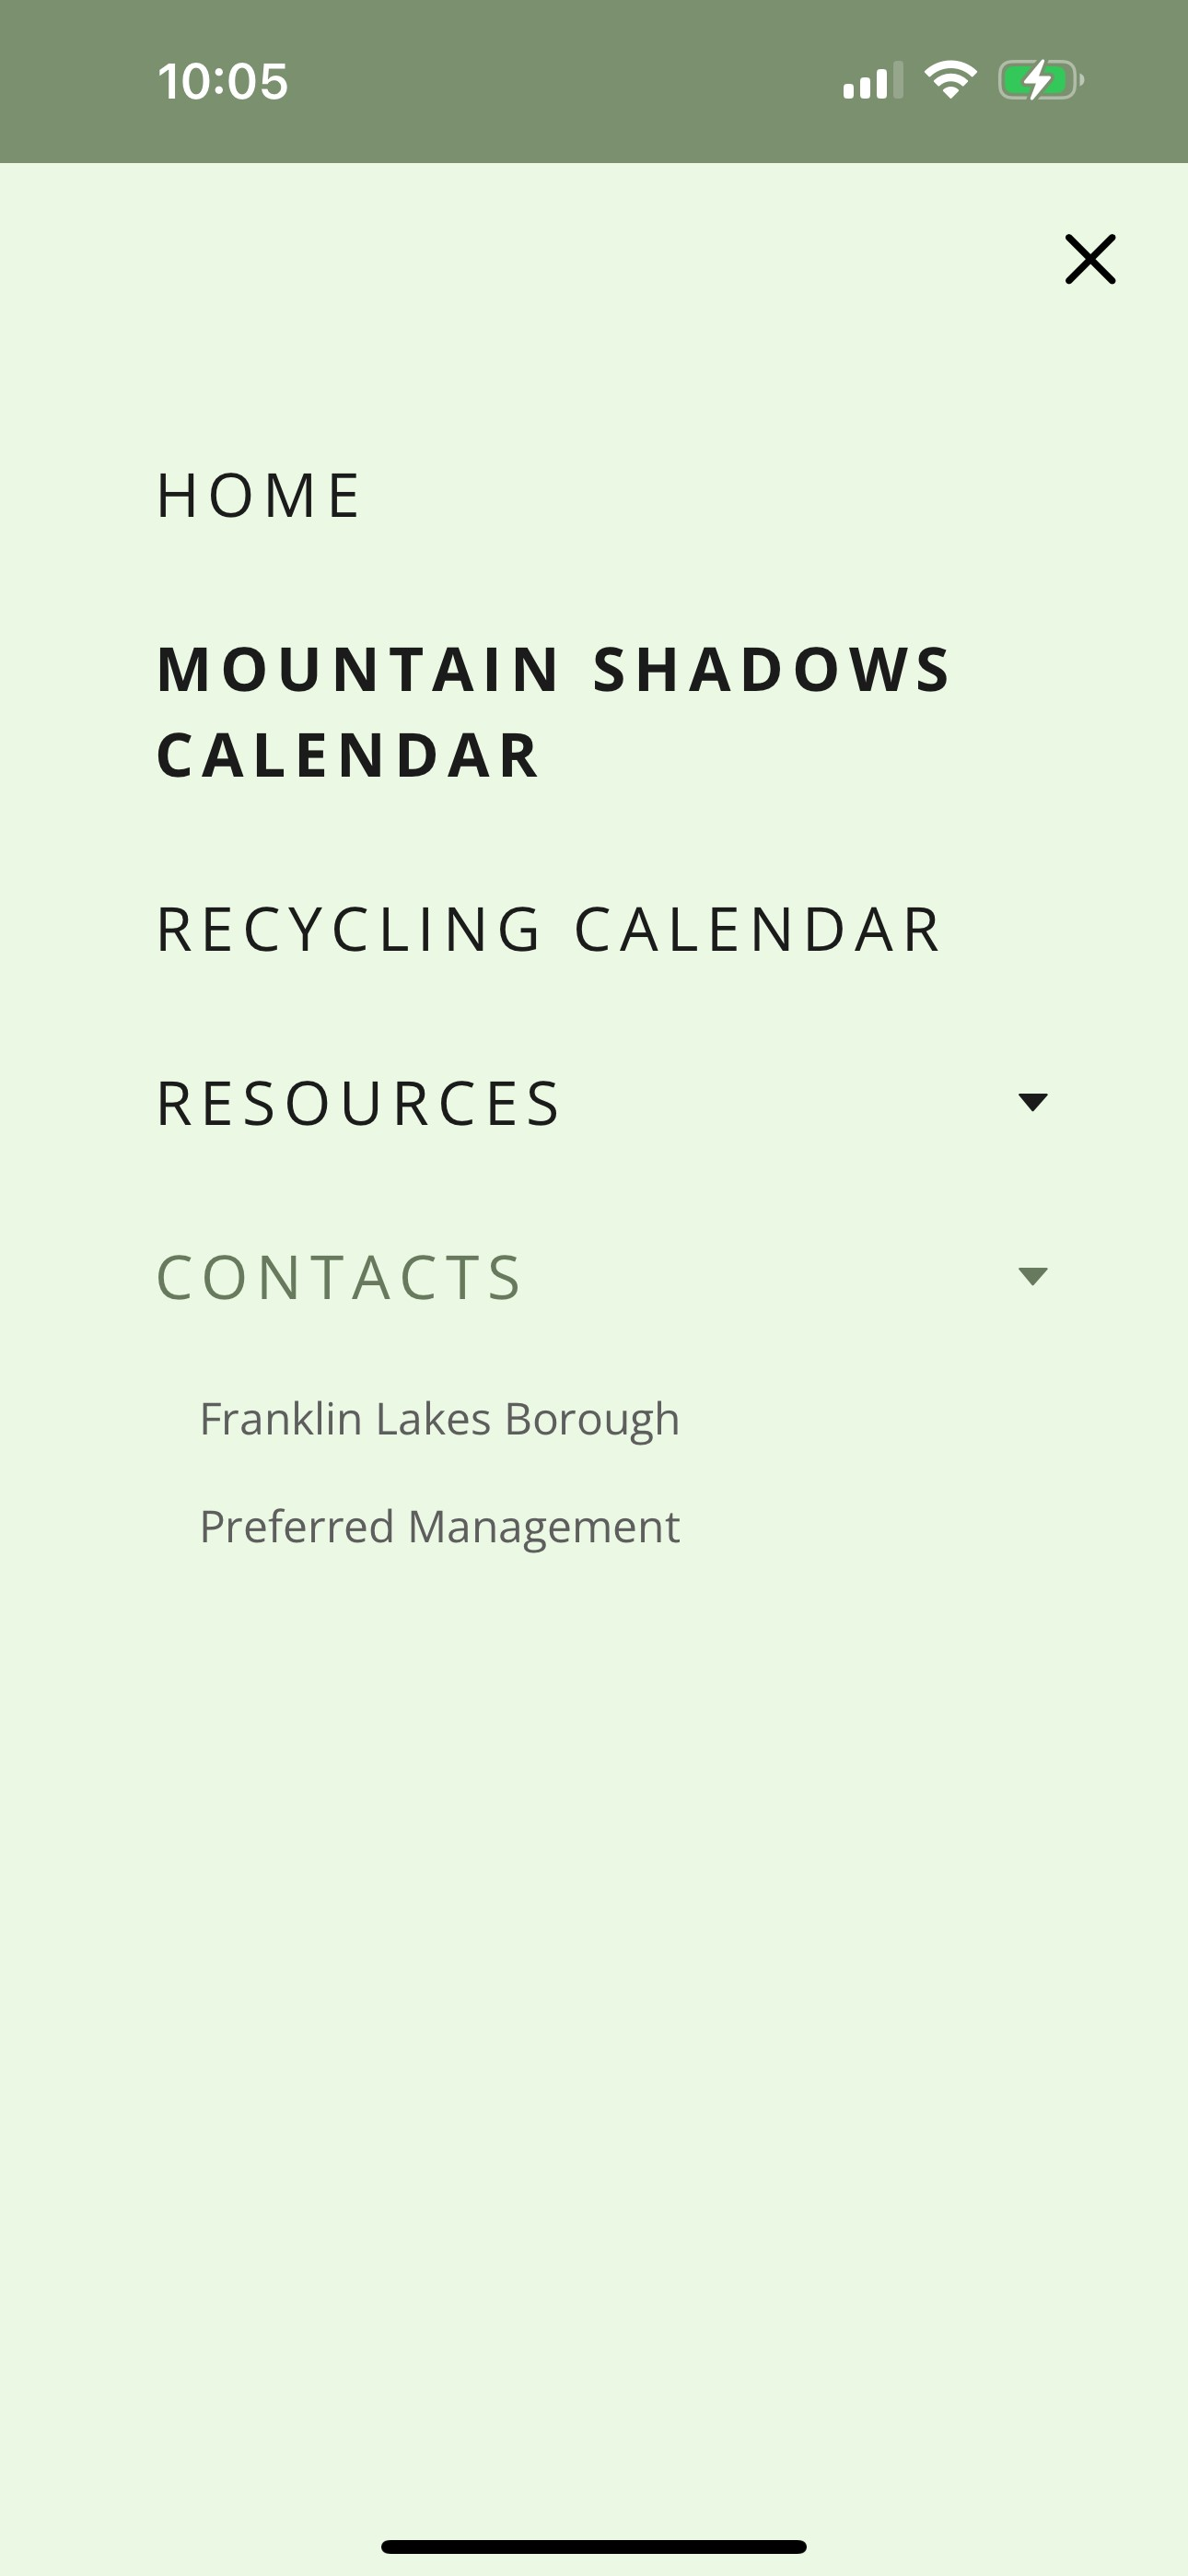 10:05
HOME
MOUNTAIN SHADOWS
CALENDAR
RECYCLING CALENDAR
RESOURCES
CONTACTS
Franklin Lakes Borough
Preferred Management